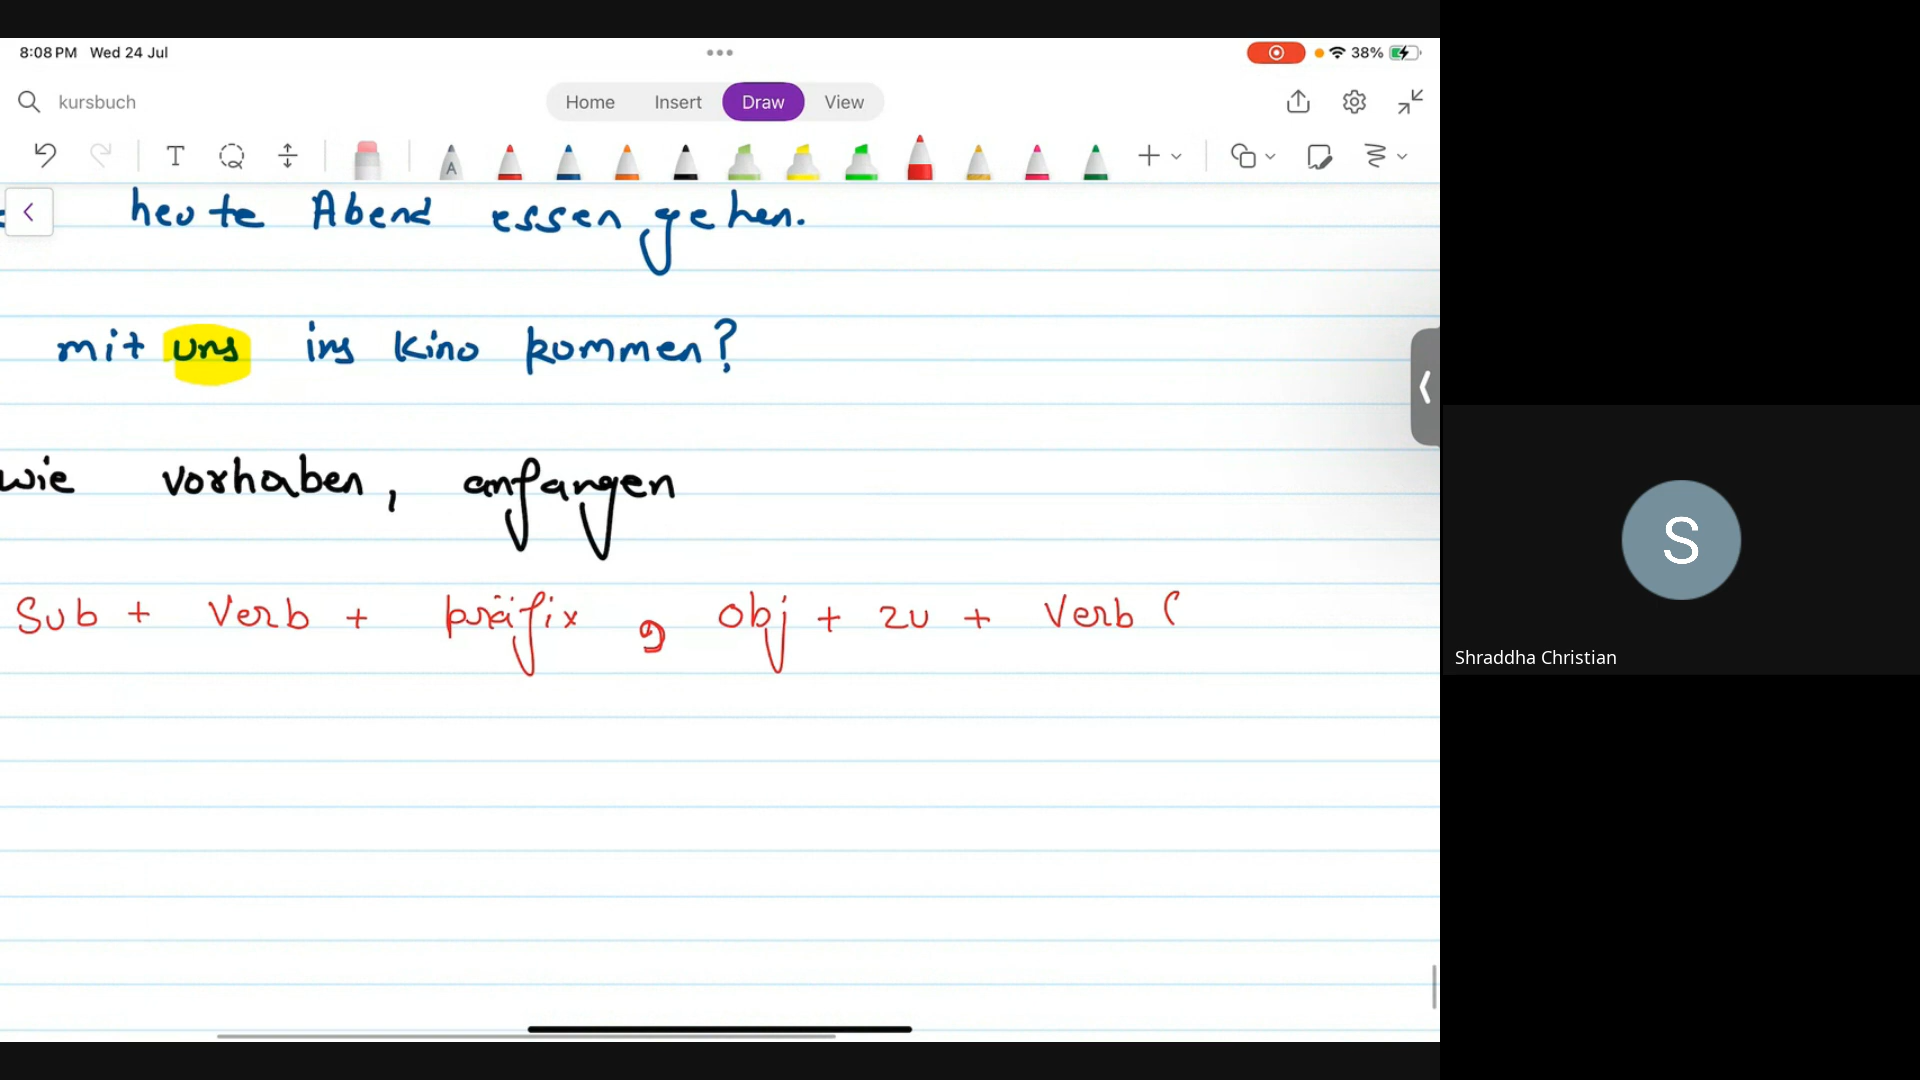 8:08 PM Wed 24 Jul
38%
kursbuch
Home Insert Draw View
T
A
heute Abend essen gehen.
mit uns ins Kino kommen?
wie vorhaben, anfangen
Sub + Verb + präfix , obj + zu + Verb (
S
Shraddha Christian